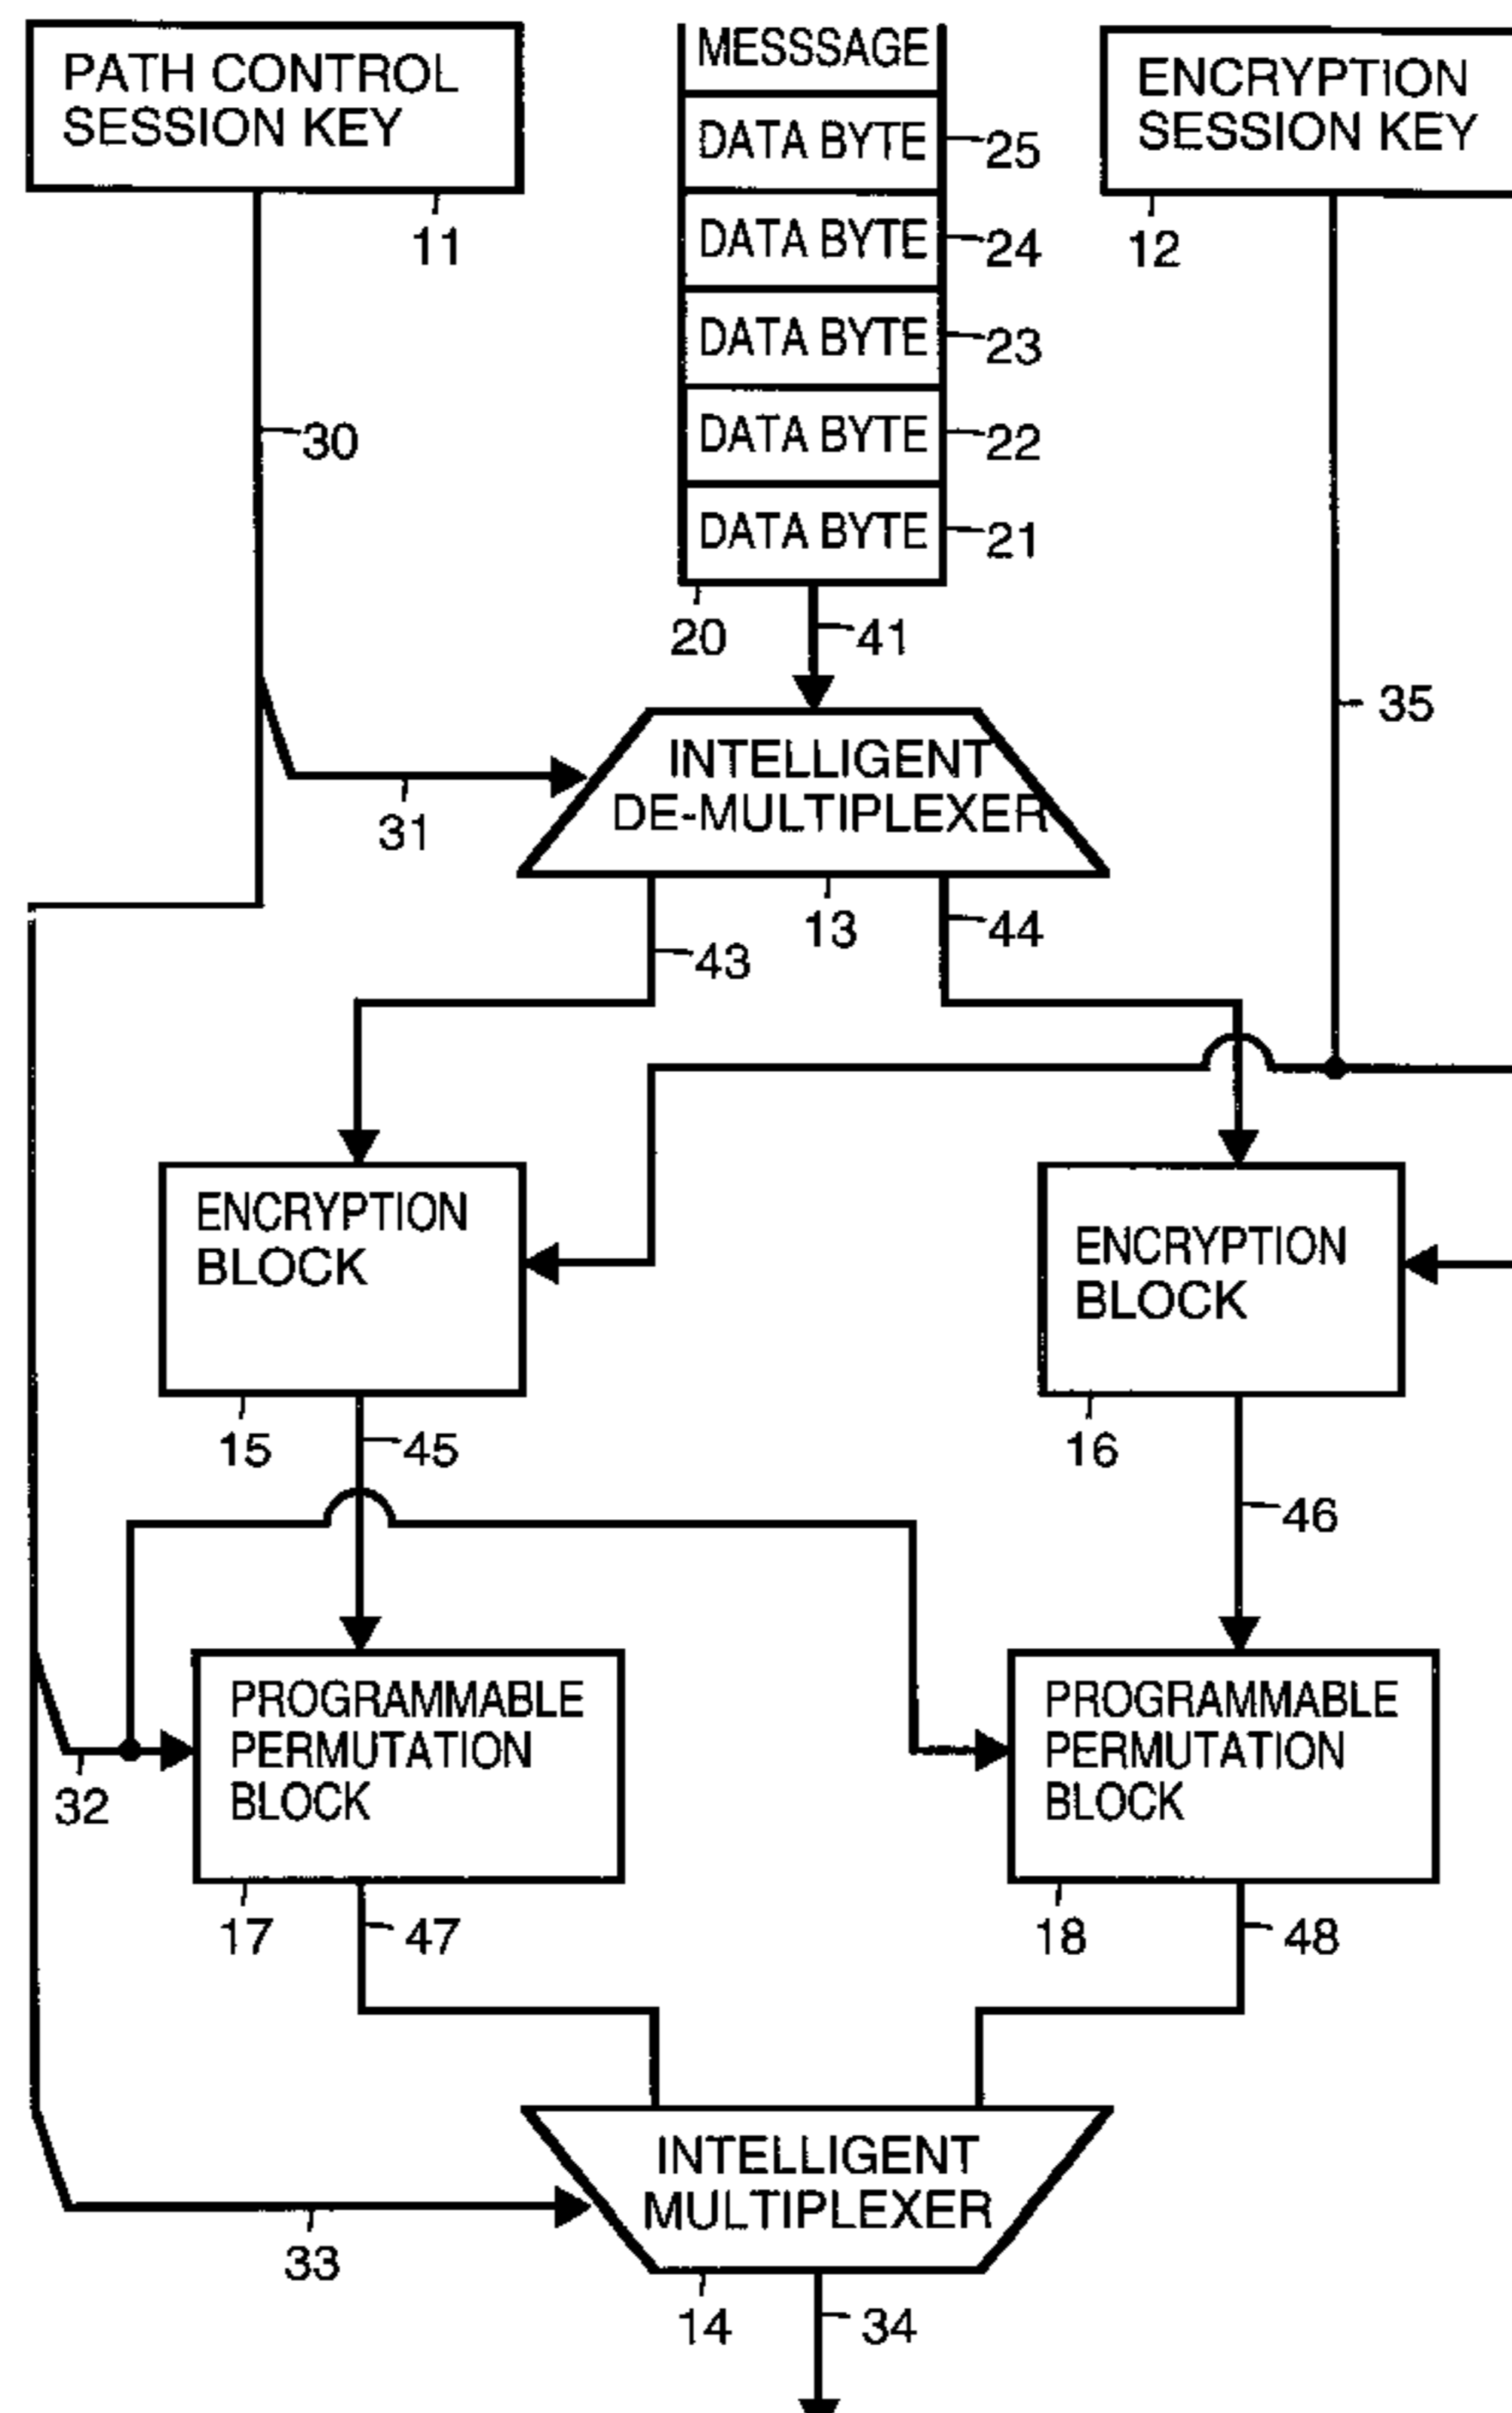 PATH CONTROL
SESSION KEY
11
MESSSAGE
DATA BYTE
25
DATA BYTE
24
DATA BYTE
23
DATA BYTE
22
DATA BYTE
21
20
41
ENCRYPTION
SESSION KEY
12
30
35
31
INTELLIGENT
DE-MULTIPLEXER
13
43
44
ENCRYPTION
BLOCK
15
45
ENCRYPTION
BLOCK
16
46
32
PROGRAMMABLE
PERMUTATION
BLOCK
17
47
PROGRAMMABLE
PERMUTATION
BLOCK
18
48
33
INTELLIGENT
MULTIPLEXER
14
34